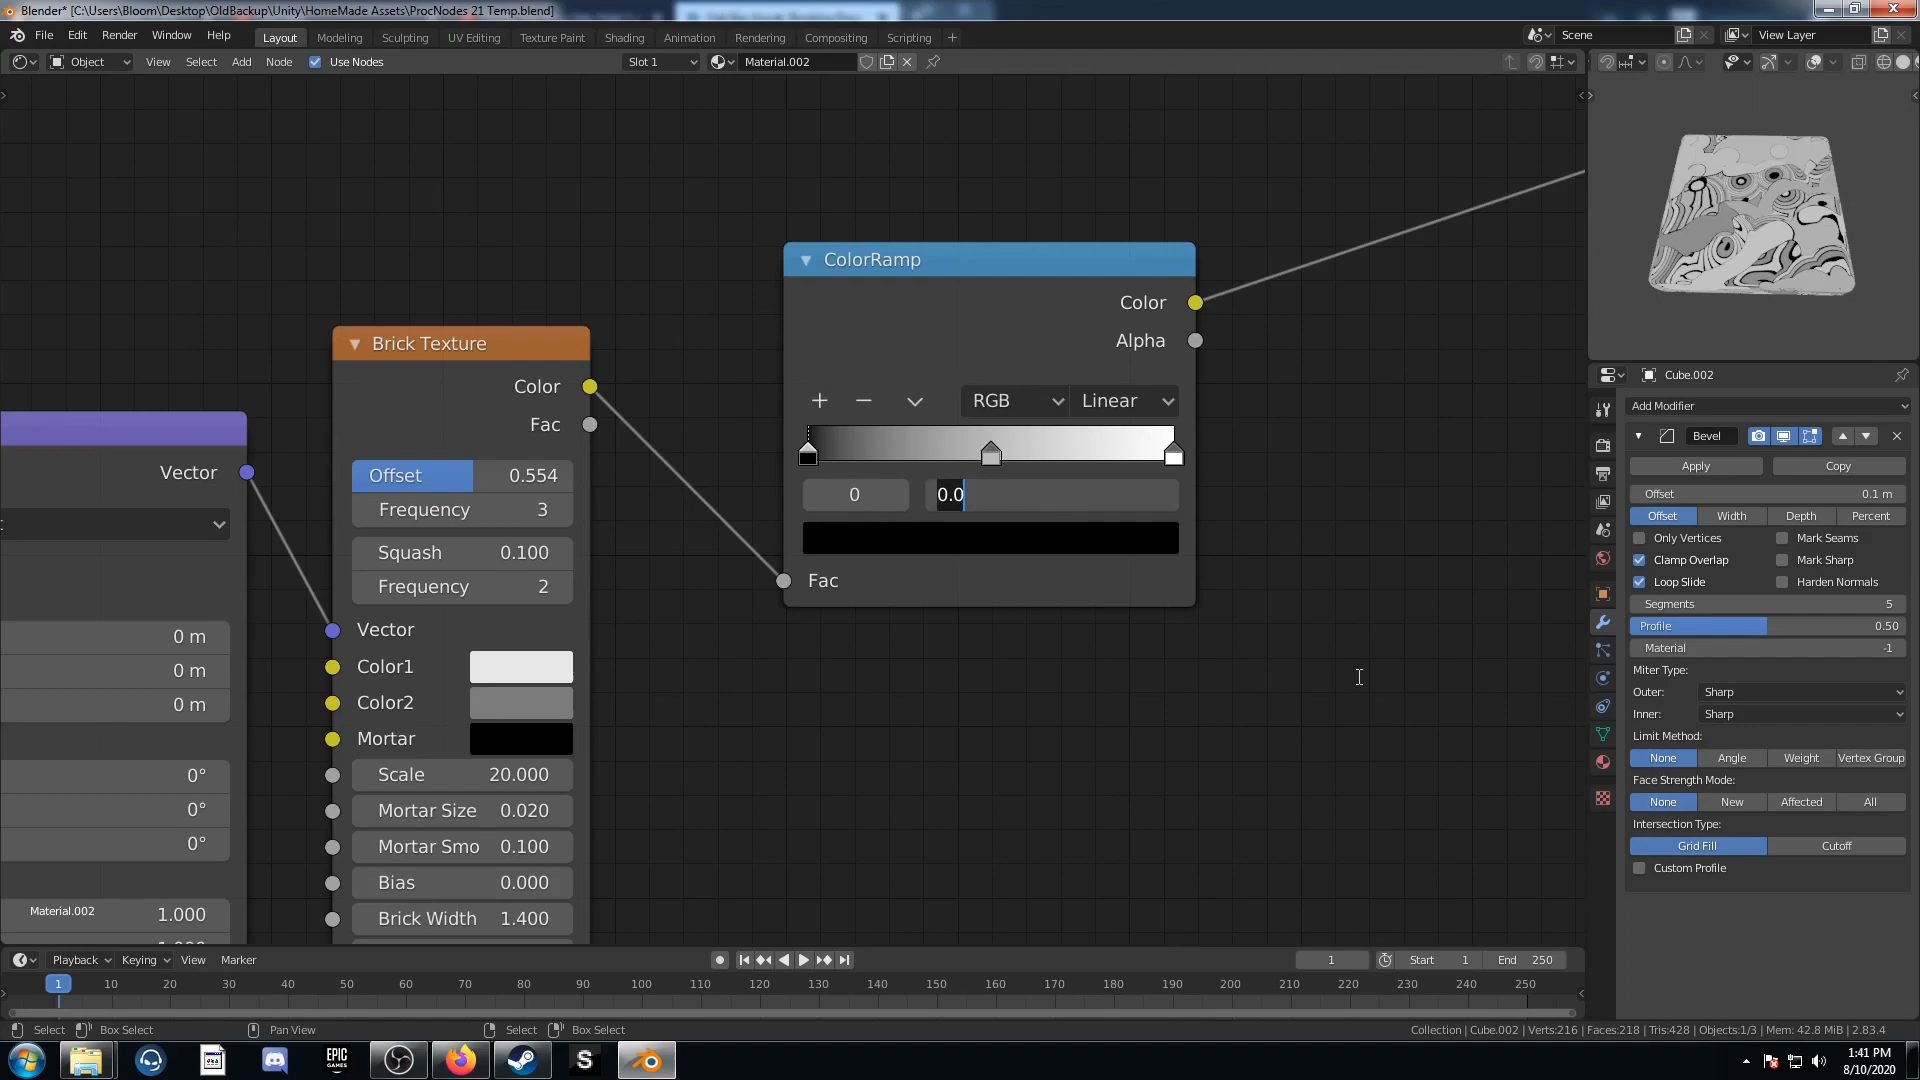 Blender* [C:\Users\Bloom\Desktop\OldBackup\Unity\HomeMade Assets\ProcNodes 21 Temp.blend]
File Edit Render Window Help Layout Modeling Sculpting UV Editing Texture Paint Shading Animation Rendering Compositing Scripting + Scene View Layer
Object View Select Add Node Use Nodes Slot 1 Material.002
ColorRamp
Color
Alpha
RGB Linear
0 0.0
Fac
Brick Texture
Color
Fac
Offset 0.554
Frequency 3
Squash 0.100
Frequency 2
Vector
Color1
Color2
Mortar
Scale 20.000
Mortar Size 0.020
Mortar Smo 0.100
Bias 0.000
Brick Width 1.400
Vector
0 m
0 m
0 m
0°
0°
0°
Material.002 1.000
Cube.002
Add Modifier
Bevel
Apply Copy
Offset 0.1 m
Offset Width Depth Percent
Only Vertices Mark Seams
Clamp Overlap Mark Sharp
Loop Slide Harden Normals
Segments 5
Profile 0.50
Material -1
Miter Type:
Outer: Sharp
Inner: Sharp
Limit Method:
None Angle Weight Vertex Group
Face Strength Mode:
None New Affected All
Intersection Type:
Grid Fill Cutoff
Custom Profile
Playback Keying View Marker 1 Start 1 End 250
1 10 20 30 40 50 60 70 80 90 100 110 120 130 140 150 160 170 180 190 200 210 220 230 240 250
Select Box Select Pan View Select Box Select Collection | Cube.002 | Verts:216 | Faces:218 | Tris:428 | Objects:1/3 | Mem: 42.8 MiB | 2.83.4
EPIC GAMES
S
1:41 PM
8/10/2020